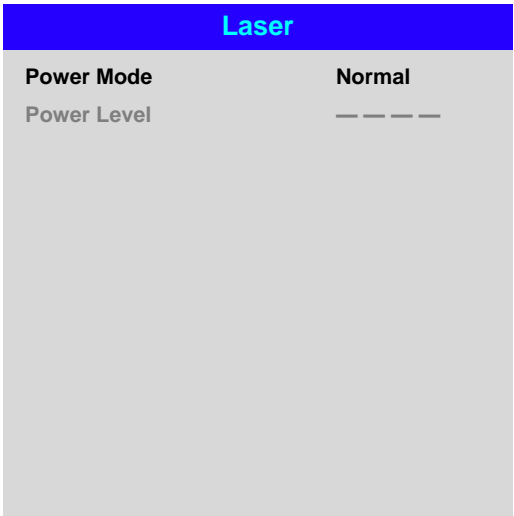 Laser
Power Mode Normal
Power Level — — — —